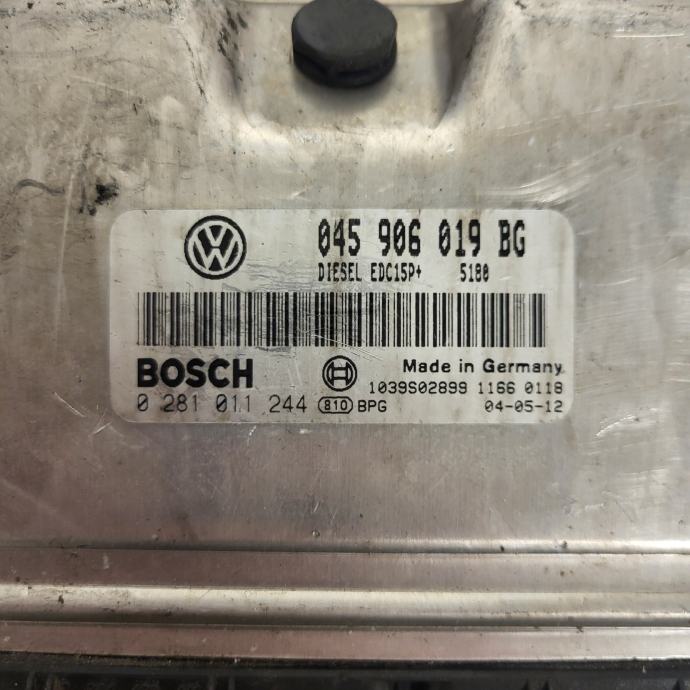 VW 045 906 019 BG
DIESEL EDC15P+ 5180
BOSCH Made in Germany
1039S02899 1166 0118
0 281 011 244 810 BPG 04-05-12